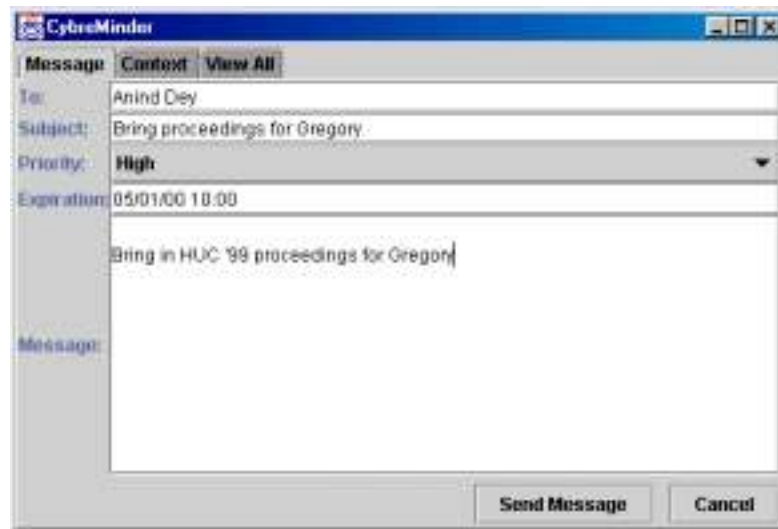 CybreMinder
Message Context View All
To: Anind Dey
Subject: Bring proceedings for Gregory
Priority: High
Expiration: 05/01/00 18:00
Bring in HUC '99 proceedings for Gregory
Message:
Send Message Cancel